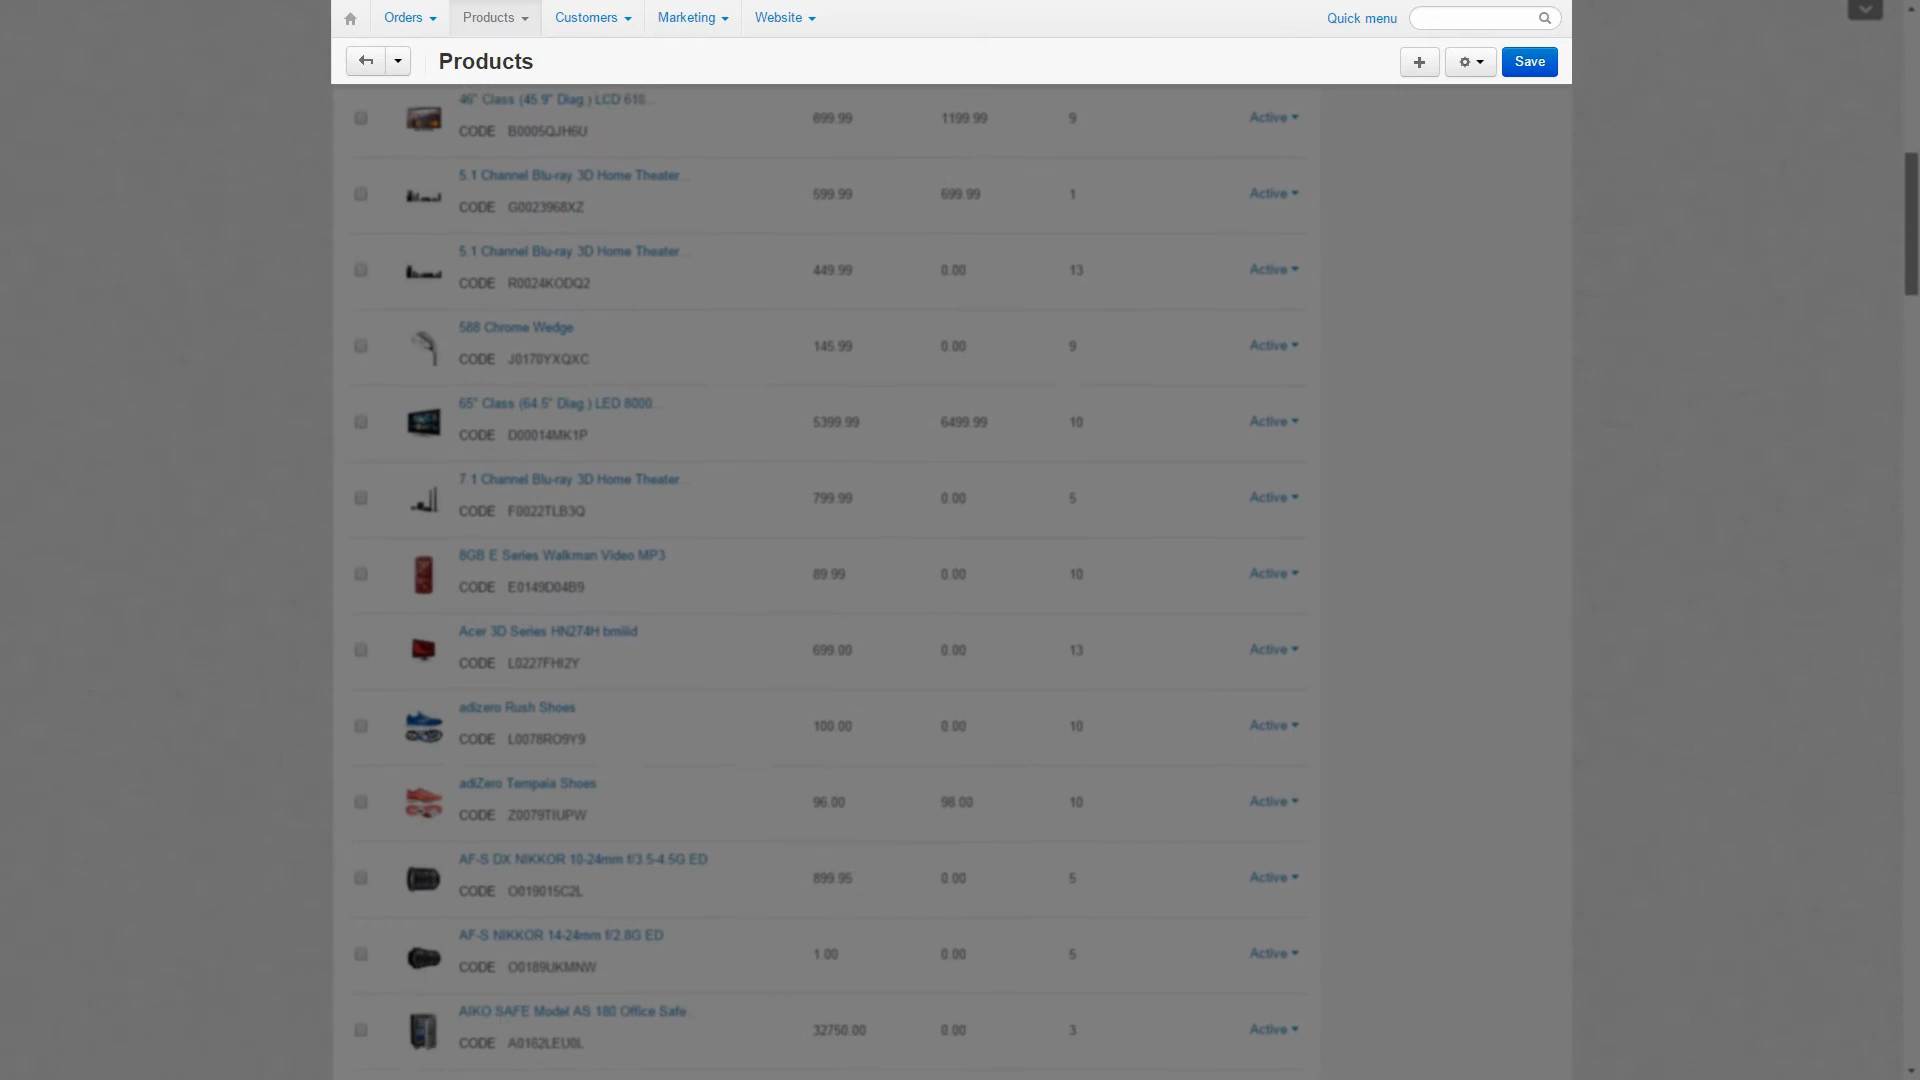 Orders Products Customers Marketing Website Quick menu
Products Save
46" Class (45.9" Diag.) LCD 610...
CODE B0005QJH6U 899.99 1199.99 9 Active
5.1 Channel Blu-ray 3D Home Theater...
CODE G0023968XZ 599.99 699.99 1 Active
5.1 Channel Blu-ray 3D Home Theater...
CODE R0024KODQ2 449.99 0.00 13 Active
588 Chrome Wedge
CODE J0170YXQXC 145.99 0.00 9 Active
65" Class (64.5" Diag.) LED 8000...
CODE D00014MK1P 5399.99 6499.99 10 Active
7.1 Channel Blu-ray 3D Home Theater...
CODE F0022TLB3Q 799.99 0.00 5 Active
8GB E Series Walkman Video MP3
CODE E0149D04B9 89.99 0.00 10 Active
Acer 3D Series HN274H bmiiid
CODE L0227FHI2Y 699.00 0.00 13 Active
adizero Rush Shoes
CODE L0078RO9Y9 100.00 0.00 10 Active
adiZero Tempaia Shoes
CODE Z0079TIUPW 96.00 98.00 10 Active
AF-S DX NIKKOR 10-24mm f/3.5-4.5G ED
CODE O019015C2L 899.95 0.00 5 Active
AF-S NIKKOR 14-24mm f/2.8G ED
CODE O0189UKMNW 1.00 0.00 5 Active
AIKO SAFE Model AS 180 Office Safe...
CODE A0162LEU0L 32750.00 0.00 3 Active